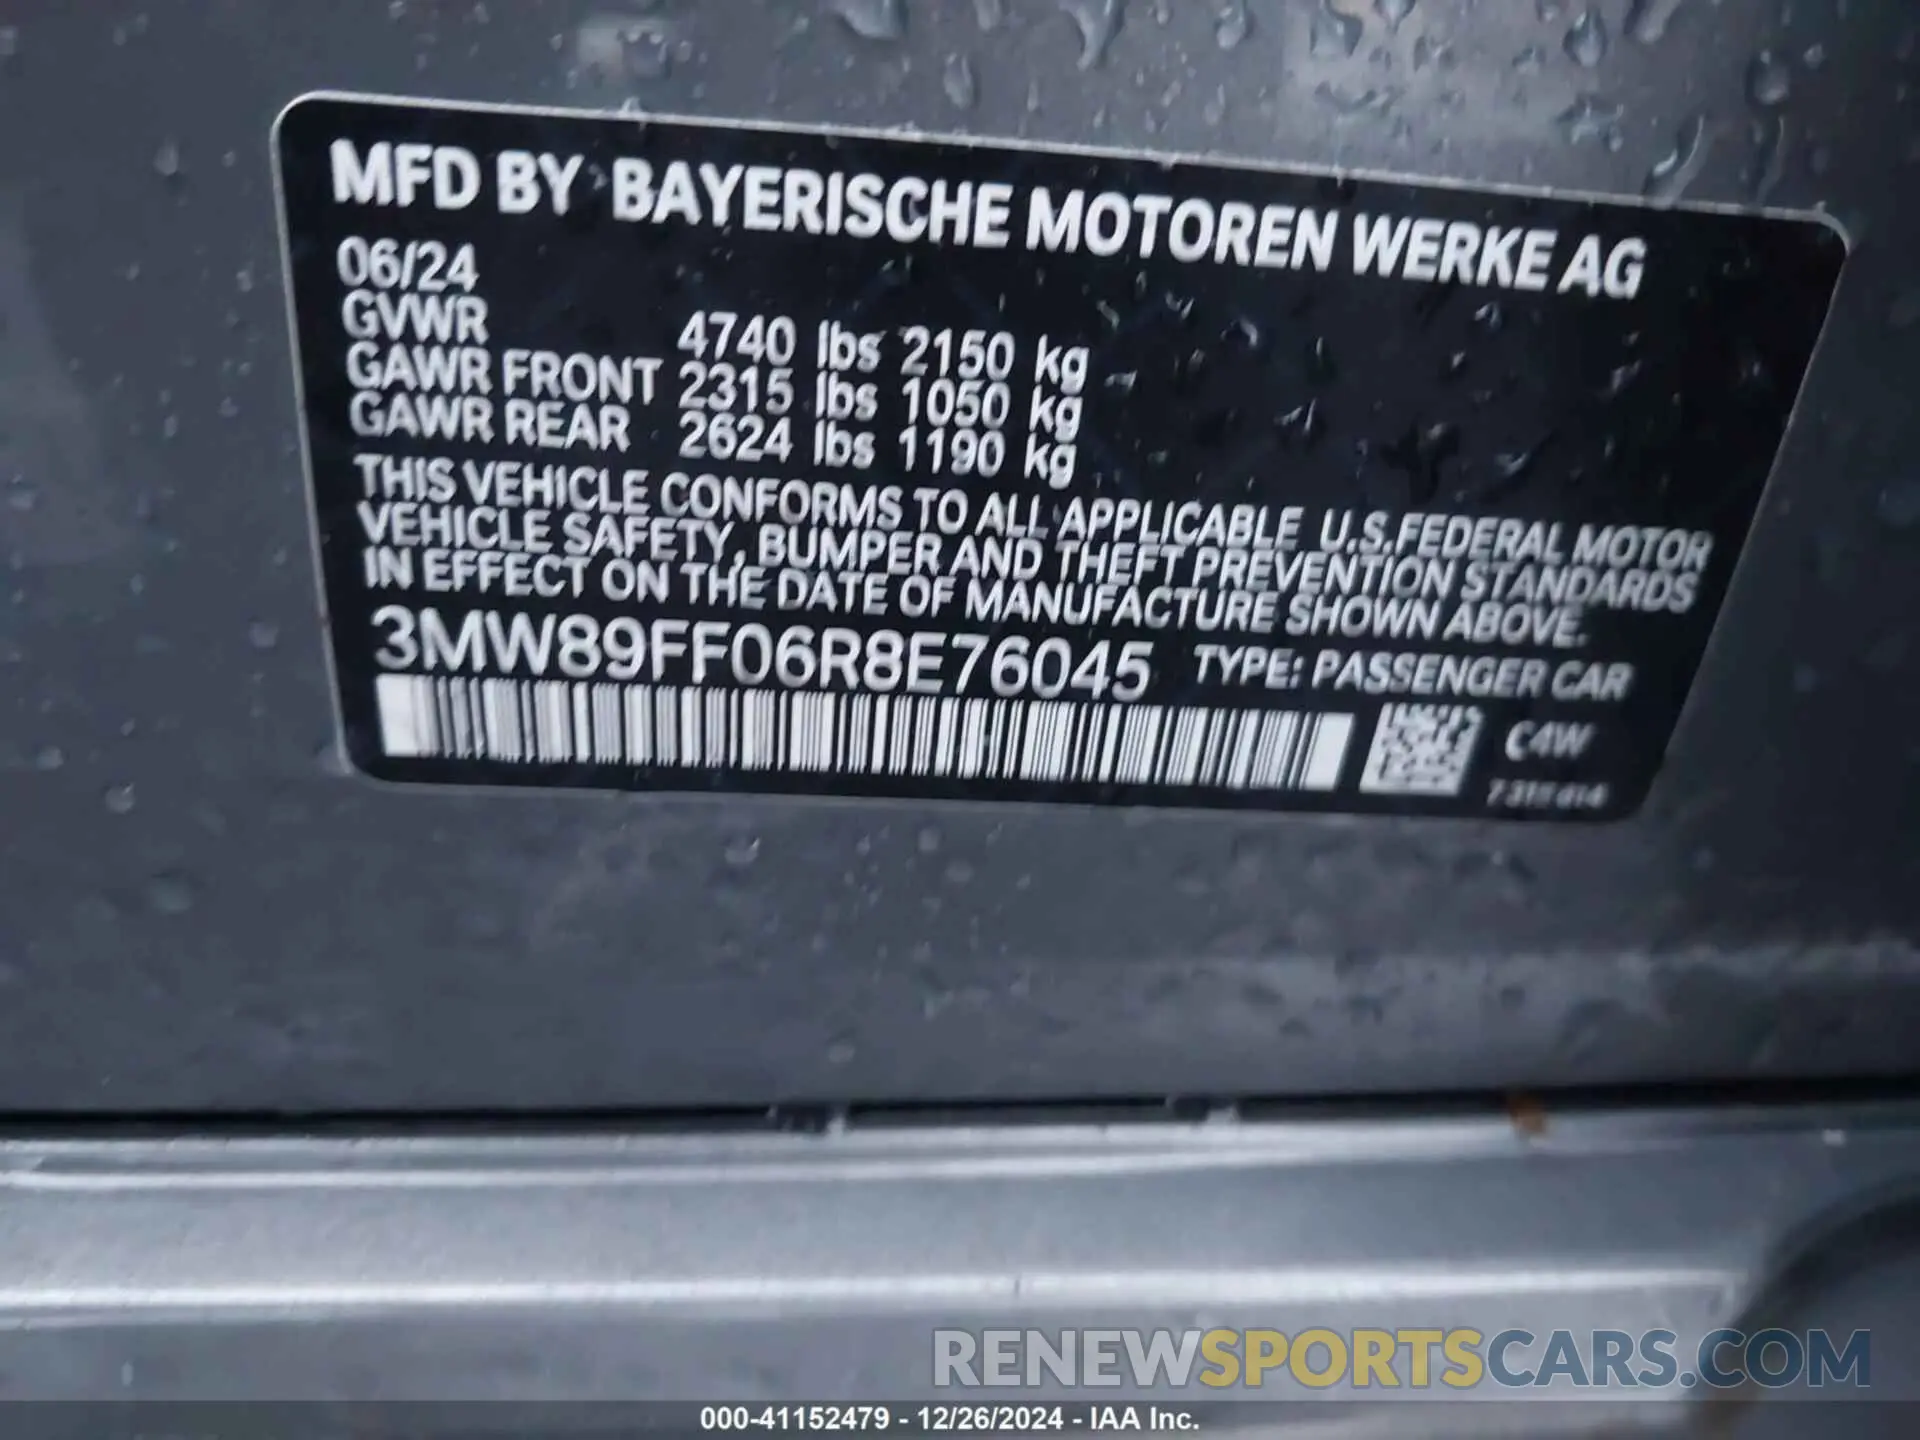 MFD BY BAYERISCHE MOTOREN WERKE AG
06/24
GVWR 4740 lbs 2150 kg
GAWR FRONT 2315 lbs 1050 kg
GAWR REAR 2624 lbs 1190 kg
THIS VEHICLE CONFORMS TO ALL APPLICABLE U.S.FEDERAL MOTOR
VEHICLE SAFETY, BUMPER AND THEFT PREVENTION STANDARDS
IN EFFECT ON THE DATE OF MANUFACTURE SHOWN ABOVE.
3MW89FF06R8E76045 TYPE: PASSENGER CAR
C4W
RENEWSPORTSCARS.COM
000-41152479 - 12/26/2024 - IAA Inc.